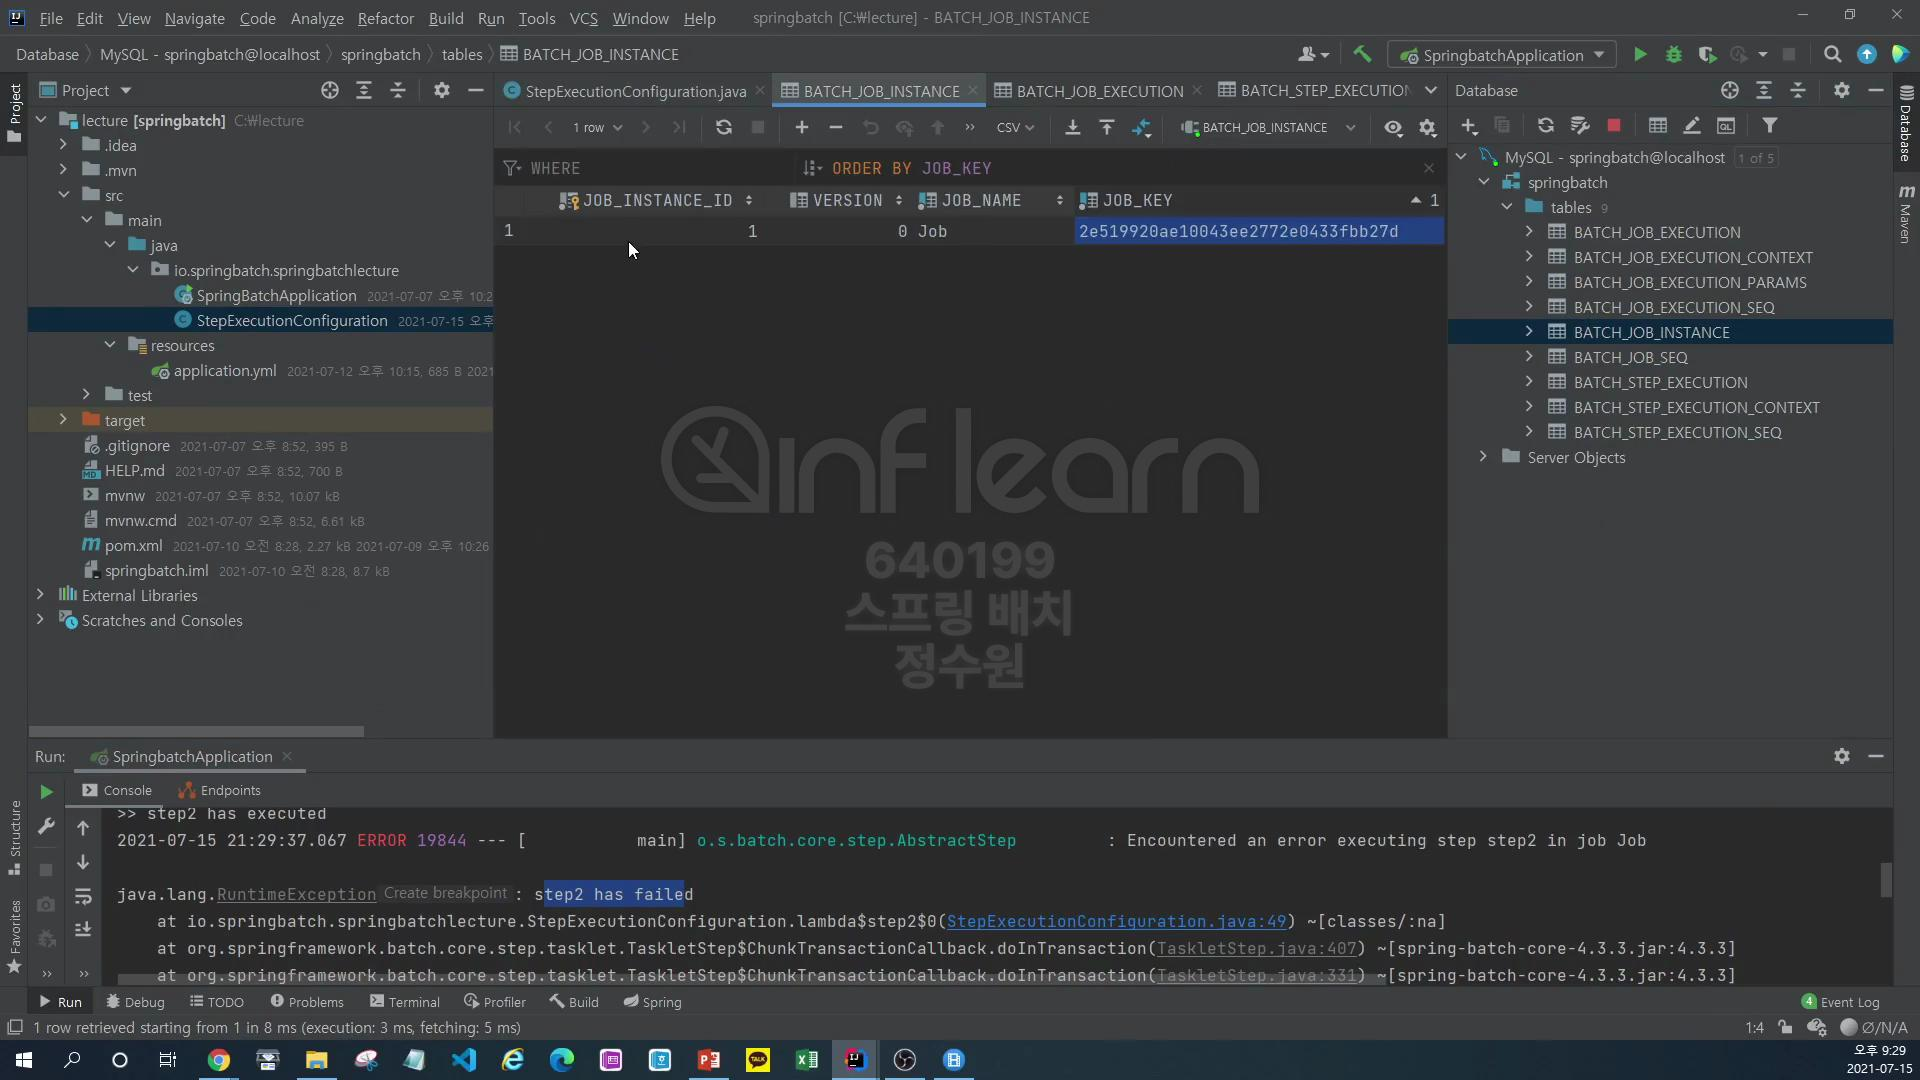 File Edit View Navigate Code Analyze Refactor Build Run Tools VCS Window Help springbatch [C:￦lecture] - BATCH_JOB_INSTANCE
Database MySQL - springbatch@localhost springbatch tables BATCH_JOB_INSTANCE
SpringbatchApplication
Project
StepExecutionConfiguration.java BATCH_JOB_INSTANCE BATCH_JOB_EXECUTION BATCH_STEP_EXECUTION
Database
1 row CSV BATCH_JOB_INSTANCE
WHERE ORDER BY JOB_KEY
JOB_INSTANCE_ID VERSION JOB_NAME JOB_KEY 1
1 1 0 Job 2e519920ae10043ee2772e0433fbb27d
lecture [springbatch] C:￦lecture
.idea
.mvn
src
main
java
io.springbatch.springbatchlecture
SpringBatchApplication 2021-07-07 오후 10:2
StepExecutionConfiguration 2021-07-15 오후
resources
application.yml 2021-07-12 오후 10:15, 685 B 2021
test
target
.gitignore 2021-07-07 오후 8:52, 395 B
HELP.md 2021-07-07 오후 8:52, 700 B
mvnw 2021-07-07 오후 8:52, 10.07 kB
mvnw.cmd 2021-07-07 오후 8:52, 6.61 kB
pom.xml 2021-07-10 오전 8:28, 2.27 kB 2021-07-09 오후 10:26
springbatch.iml 2021-07-10 오전 8:28, 8.7 kB
External Libraries
Scratches and Consoles
inflearn
640199
스프링 배치
정수원
MySQL - springbatch@localhost 1 of 5
springbatch
tables 9
BATCH_JOB_EXECUTION
BATCH_JOB_EXECUTION_CONTEXT
BATCH_JOB_EXECUTION_PARAMS
BATCH_JOB_EXECUTION_SEQ
BATCH_JOB_INSTANCE
BATCH_JOB_SEQ
BATCH_STEP_EXECUTION
BATCH_STEP_EXECUTION_CONTEXT
BATCH_STEP_EXECUTION_SEQ
Server Objects
Project
Structure
Favorites
Database
Maven
Run: SpringbatchApplication
Console Endpoints
>> step2 has executed
2021-07-15 21:29:37.067 ERROR 19844 --- [ main] o.s.batch.core.step.AbstractStep : Encountered an error executing step step2 in job Job
java.lang.RuntimeException Create breakpoint : step2 has failed
at io.springbatch.springbatchlecture.StepExecutionConfiguration.lambda$step2$0(StepExecutionConfiguration.java:49) ~[classes/:na]
at org.springframework.batch.core.step.tasklet.TaskletStep$ChunkTransactionCallback.doInTransaction(TaskletStep.java:407) ~[spring-batch-core-4.3.3.jar:4.3.3]
at org.springframework.batch.core.step.tasklet.TaskletStep$ChunkTransactionCallback.doInTransaction(TaskletStep.java:331) ~[spring-batch-core-4.3.3.jar:4.3.3]
Run Debug TODO Problems Terminal Profiler Build Spring 4 Event Log
1 row retrieved starting from 1 in 8 ms (execution: 3 ms, fetching: 5 ms) 1:4 Ø/N/A
오후 9:29
2021-07-15